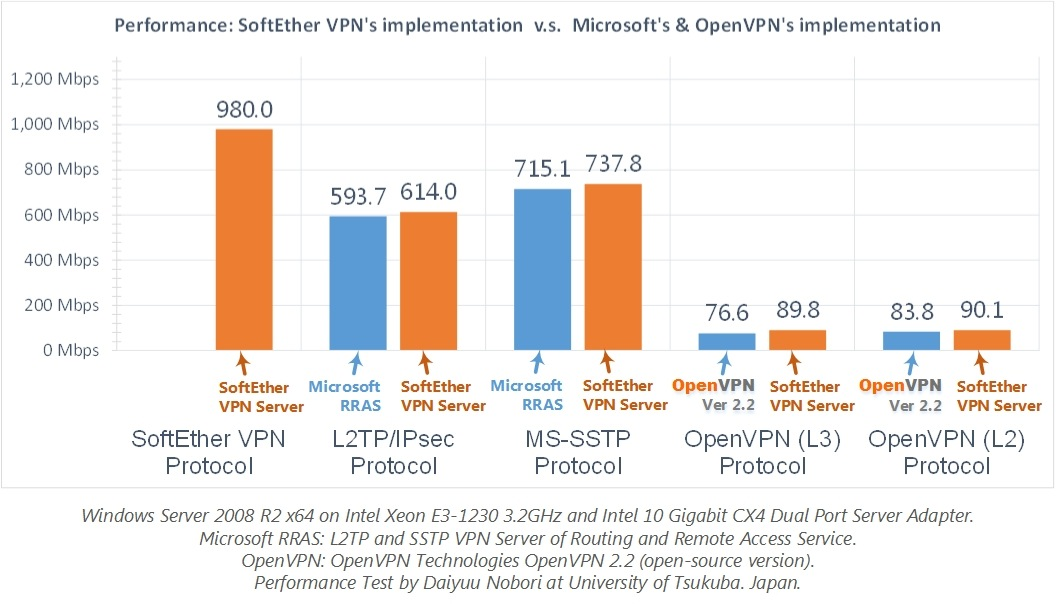 Performance: SoftEther VPN's implementation v.s. Microsoft's & OpenVPN's implementation
1,200 Mbps
1,000 Mbps
800 Mbps
600 Mbps
400 Mbps
200 Mbps
0 Mbps
980.0
593.7
614.0
715.1
737.8
76.6
89.8
83.8
90.1
SoftEther
VPN Server
Microsoft
RRAS
SoftEther
VPN Server
Microsoft
RRAS
SoftEther
VPN Server
OpenVPN
Ver 2.2
SoftEther
VPN Server
OpenVPN
Ver 2.2
SoftEther
VPN Server
SoftEther VPN
Protocol
L2TP/IPsec
Protocol
MS-SSTP
Protocol
OpenVPN (L3)
Protocol
OpenVPN (L2)
Protocol
Windows Server 2008 R2 x64 on Intel Xeon E3-1230 3.2GHz and Intel 10 Gigabit CX4 Dual Port Server Adapter.
Microsoft RRAS: L2TP and SSTP VPN Server of Routing and Remote Access Service.
OpenVPN: OpenVPN Technologies OpenVPN 2.2 (open-source version).
Performance Test by Daiyuu Nobori at University of Tsukuba. Japan.